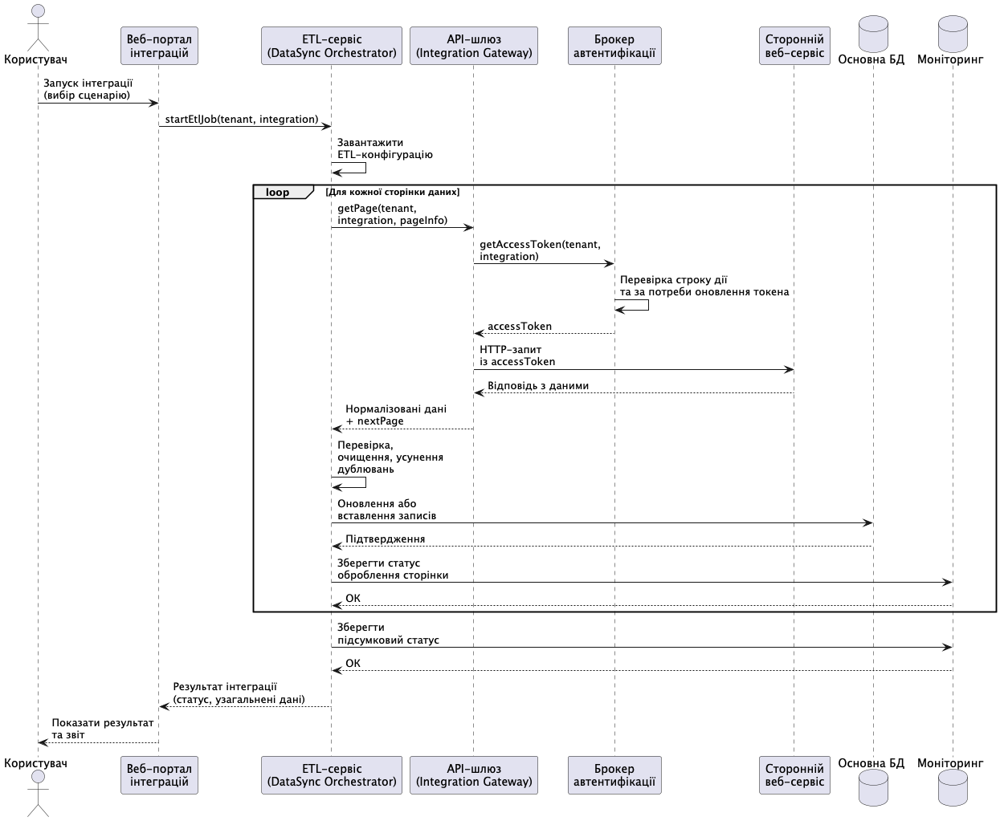 Користувач
Веб-портал
інтеграцій
ETL-сервіс
(DataSync Orchestrator)
API-шлюз
(Integration Gateway)
Брокер
автентифікації
Сторонній
веб-сервіс
Основна БД
Моніторинг
Запуск інтеграції
(вибір сценарію)
startEtlJob(tenant, integration)
Завантажити
ETL-конфігурацію
loop
[Для кожної сторінки даних]
getPage(tenant,
integration, pageInfo)
getAccessToken(tenant,
integration)
Перевірка строку дії
та за потреби оновлення токена
accessToken
HTTP-запит
із accessToken
Відповідь з даними
Нормалізовані дані
+ nextPage
Перевірка,
очищення, усунення
дублювань
Оновлення або
вставлення записів
Підтвердження
Зберегти статус
оброблення сторінки
OK
Зберегти
підсумковий статус
OK
Результат інтеграції
(статус, узагальнені дані)
Показати результат
та звіт
Користувач
Веб-портал
інтеграцій
ETL-сервіс
(DataSync Orchestrator)
API-шлюз
(Integration Gateway)
Брокер
автентифікації
Сторонній
веб-сервіс
Основна БД
Моніторинг